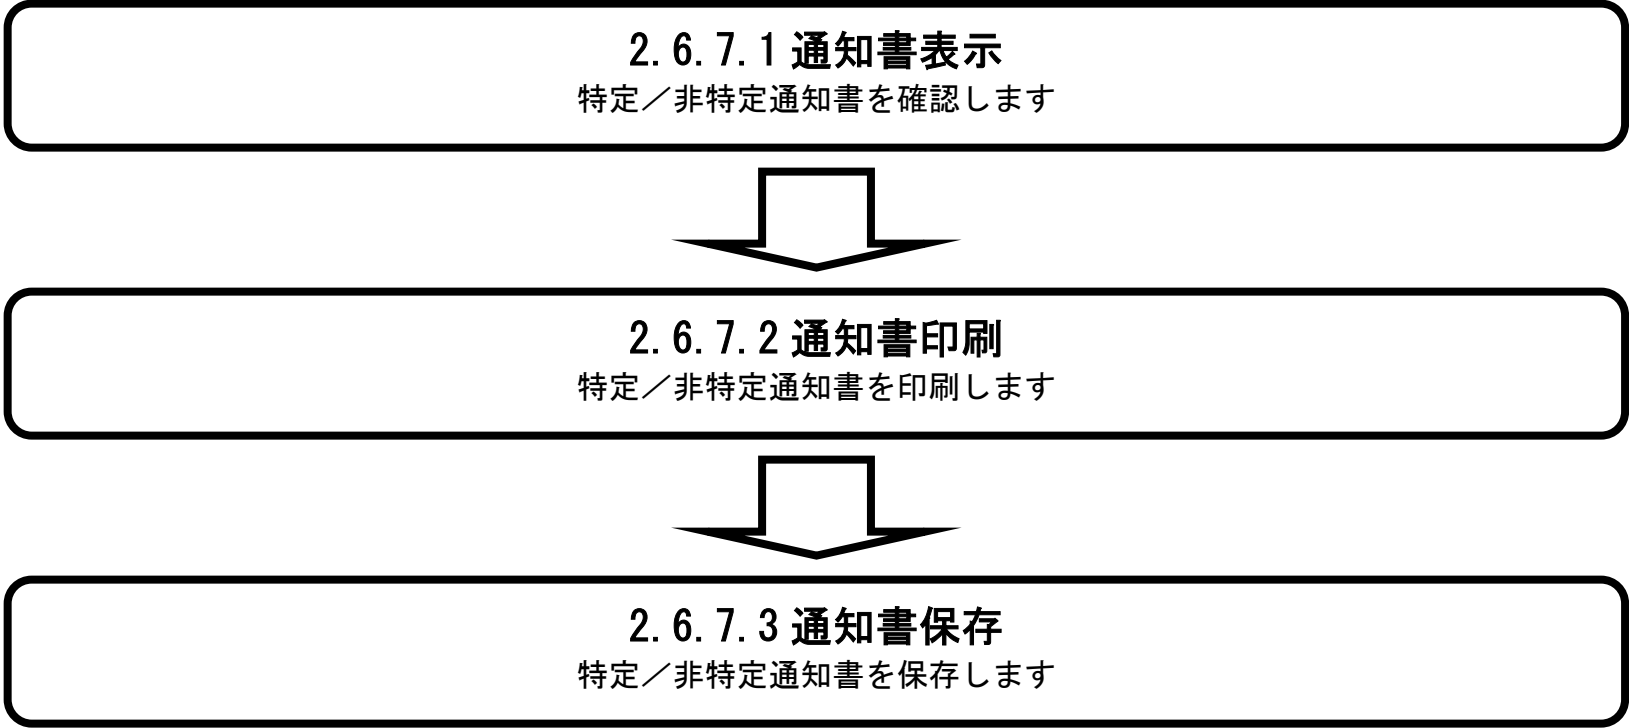 2.6.7.1 通知書表示
特定／非特定通知書を確認します
2.6.7.2 通知書印刷
特定／非特定通知書を印刷します
2.6.7.3 通知書保存
特定／非特定通知書を保存します